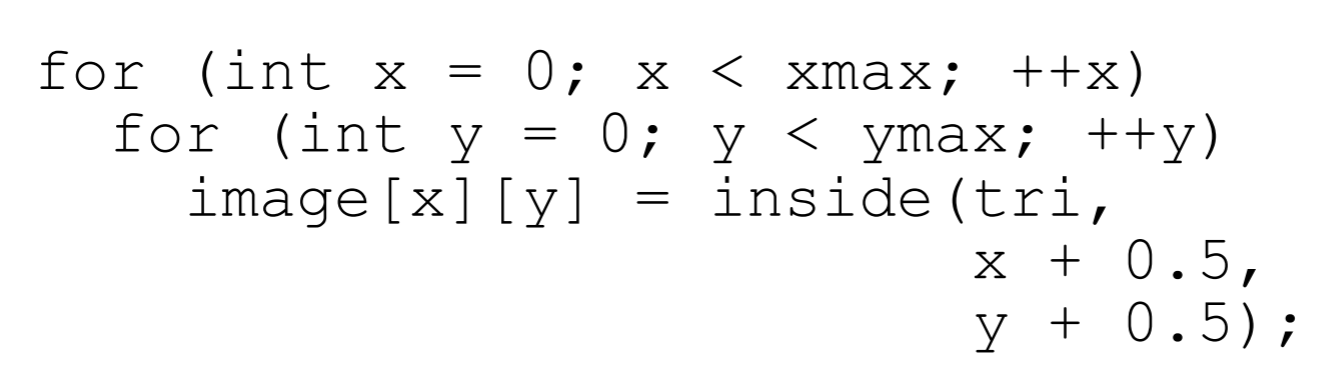 for (int x = 0; x < xmax; ++x)
for (int y = 0; y < ymax; ++y)
image[x][y] = inside(tri,
x + 0.5,
y + 0.5);